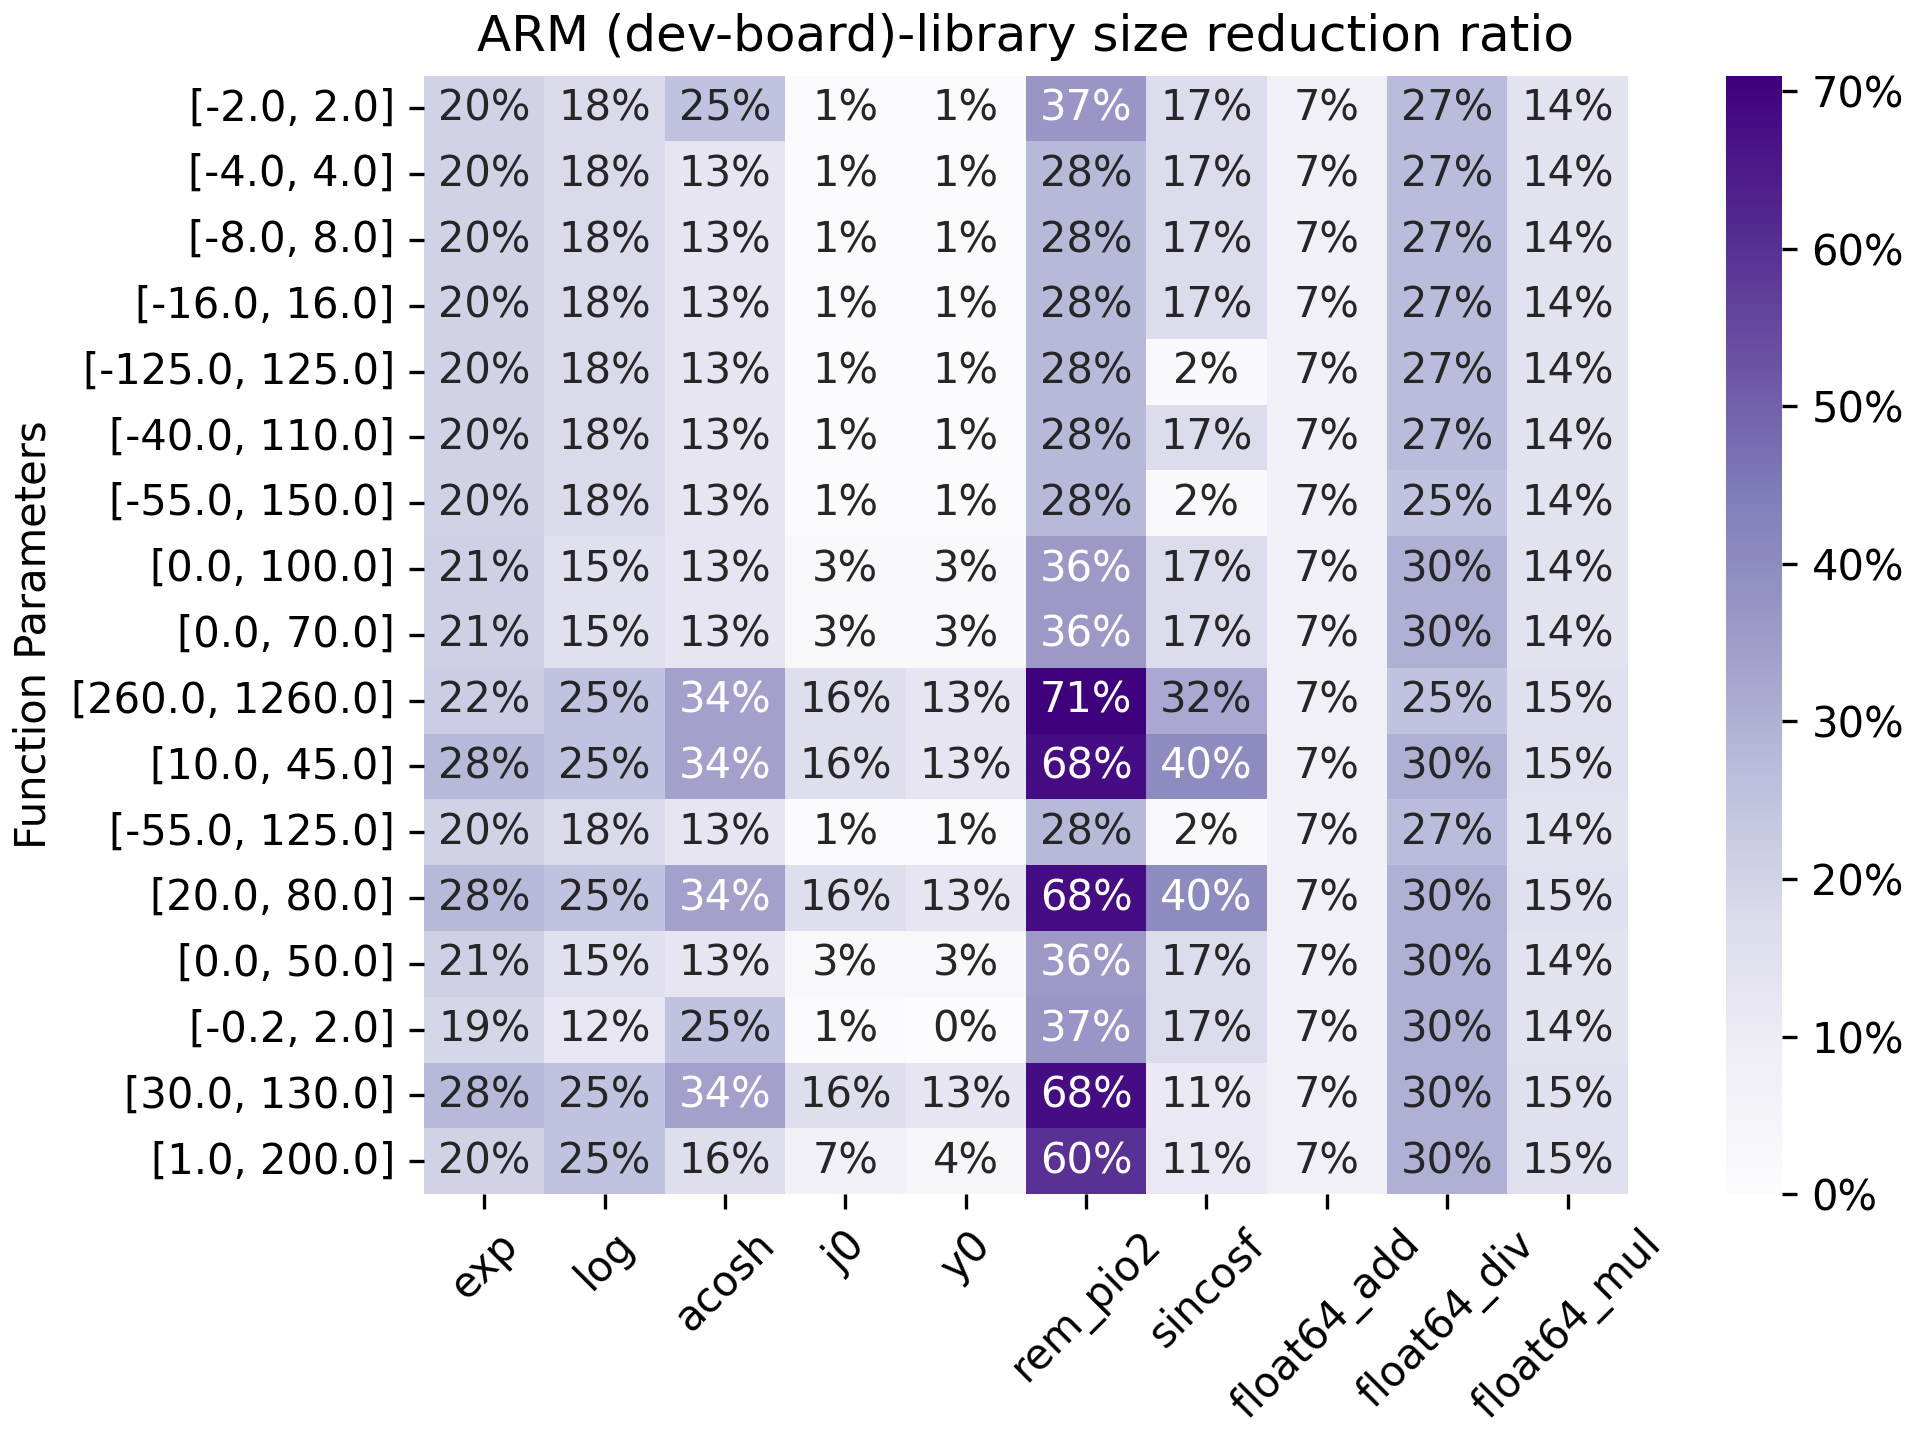 ARM (dev-board)-library size reduction ratio
Function Parameters
[-2.0, 2.0] 20% 18% 25% 1% 1% 37% 17% 7% 27% 14%
[-4.0, 4.0] 20% 18% 13% 1% 1% 28% 17% 7% 27% 14%
[-8.0, 8.0] 20% 18% 13% 1% 1% 28% 17% 7% 27% 14%
[-16.0, 16.0] 20% 18% 13% 1% 1% 28% 17% 7% 27% 14%
[-125.0, 125.0] 20% 18% 13% 1% 1% 28% 2% 7% 27% 14%
[-40.0, 110.0] 20% 18% 13% 1% 1% 28% 17% 7% 27% 14%
[-55.0, 150.0] 20% 18% 13% 1% 1% 28% 2% 7% 25% 14%
[0.0, 100.0] 21% 15% 13% 3% 3% 36% 17% 7% 30% 14%
[0.0, 70.0] 21% 15% 13% 3% 3% 36% 17% 7% 30% 14%
[260.0, 1260.0] 22% 25% 34% 16% 13% 71% 32% 7% 25% 15%
[10.0, 45.0] 28% 25% 34% 16% 13% 68% 40% 7% 30% 15%
[-55.0, 125.0] 20% 18% 13% 1% 1% 28% 2% 7% 27% 14%
[20.0, 80.0] 28% 25% 34% 16% 13% 68% 40% 7% 30% 15%
[0.0, 50.0] 21% 15% 13% 3% 3% 36% 17% 7% 30% 14%
[-0.2, 2.0] 19% 12% 25% 1% 0% 37% 17% 7% 30% 14%
[30.0, 130.0] 28% 25% 34% 16% 13% 68% 11% 7% 30% 15%
[1.0, 200.0] 20% 25% 16% 7% 4% 60% 11% 7% 30% 15%
exp log acosh j0 y0 rem_pio2 sincosf float64_add float64_div float64_mul
70%
60%
50%
40%
30%
20%
10%
0%